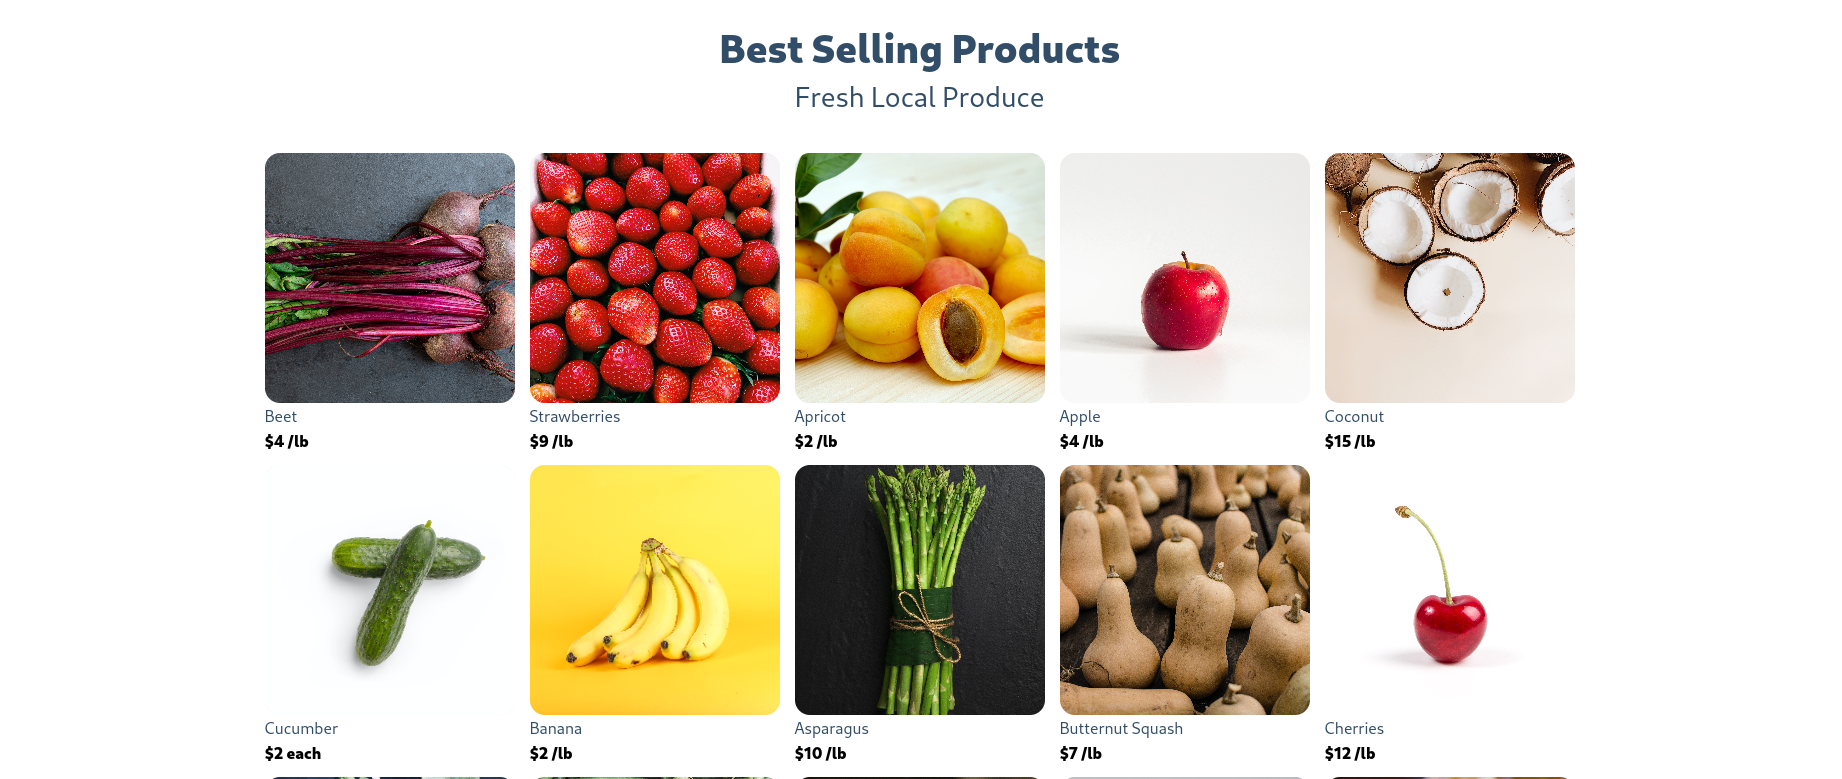 Best Selling Products
Fresh Local Produce
Beet
$4 /lb
Strawberries
$9 /lb
Apricot
$2 /lb
Apple
$4 /lb
Coconut
$15 /lb
Cucumber
$2 each
Banana
$2 /lb
Asparagus
$10 /lb
Butternut Squash
$7 /lb
Cherries
$12 /lb